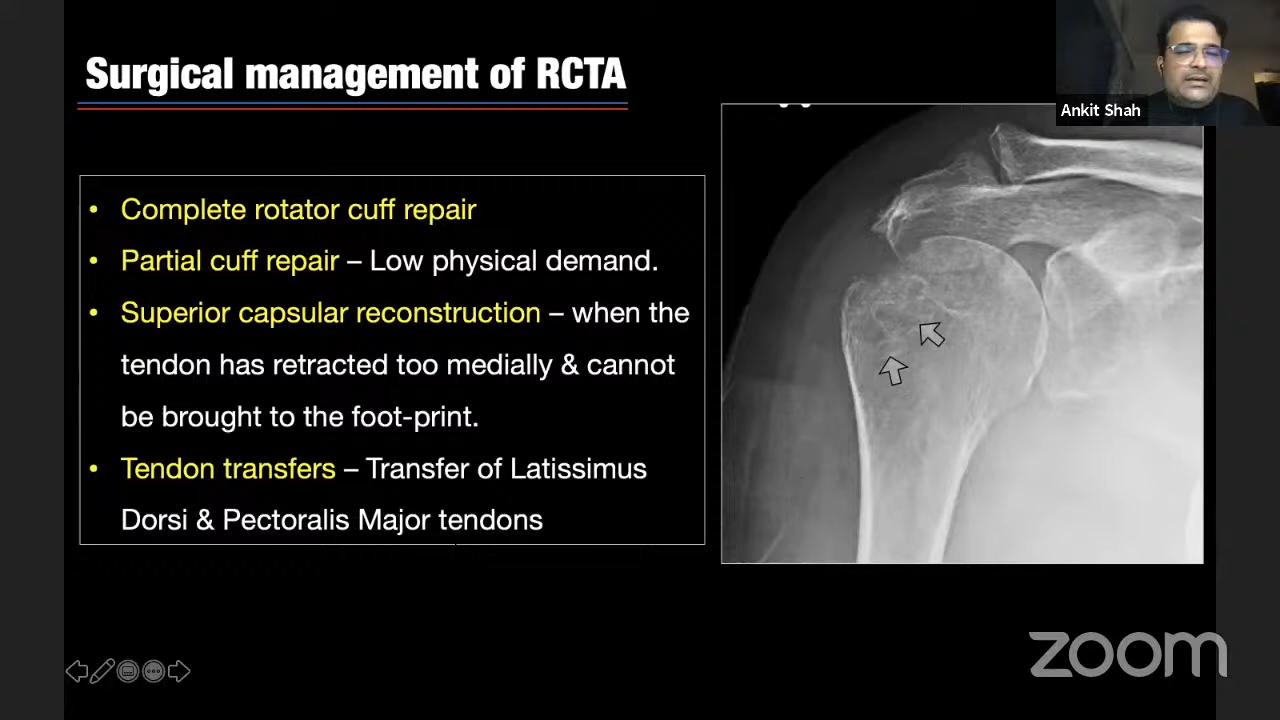 Surgical management of RCTA
Ankit Shah
• Complete rotator cuff repair
• Partial cuff repair – Low physical demand.
• Superior capsular reconstruction – when the
tendon has retracted too medially & cannot
be brought to the foot-print.
• Tendon transfers – Transfer of Latissimus
Dorsi & Pectoralis Major tendons
zoom